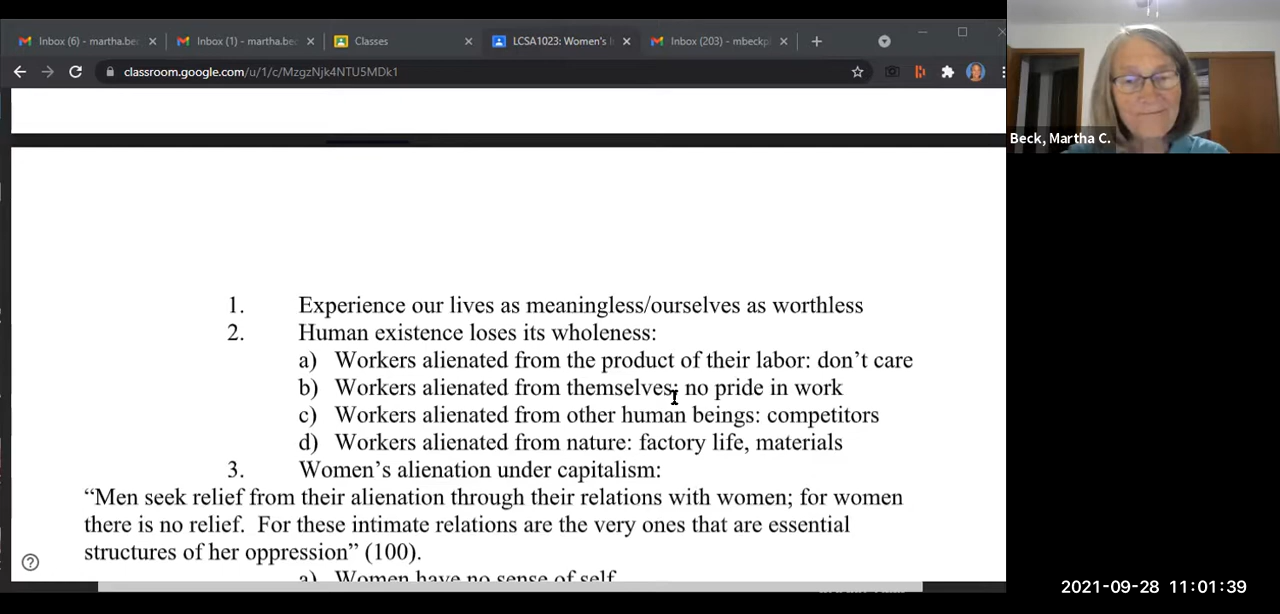 Inbox (6) - martha.be
Inbox (1) - martha.be
Classes
LCSA1023: Women's
Inbox (203) - mbeck
classroom.google.com/u/1/c/MzgzNjk4NTU5MDk1
Beck, Martha C.
1. Experience our lives as meaningless/ourselves as worthless
2. Human existence loses its wholeness:
a) Workers alienated from the product of their labor: don’t care
b) Workers alienated from themselves: no pride in work
c) Workers alienated from other human beings: competitors
d) Workers alienated from nature: factory life, materials
3. Women’s alienation under capitalism:
“Men seek relief from their alienation through their relations with women; for women
there is no relief. For these intimate relations are the very ones that are essential
structures of her oppression” (100).
a) Women have no sense of self
2021-09-28 11:01:39